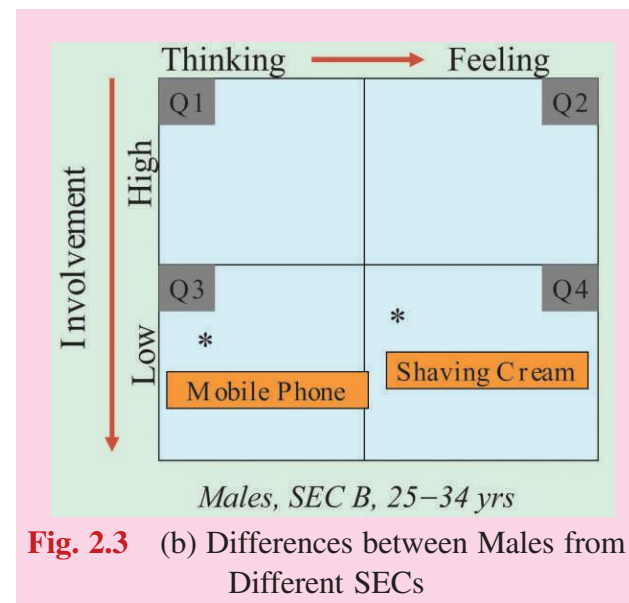 Thinking Feeling
Q1 Q2
High
Involvement
Q3 Q4
Low
* *
Mobile Phone Shaving Cream
Males, SEC B, 25–34 yrs
Fig. 2.3 (b) Differences between Males from
Different SECs